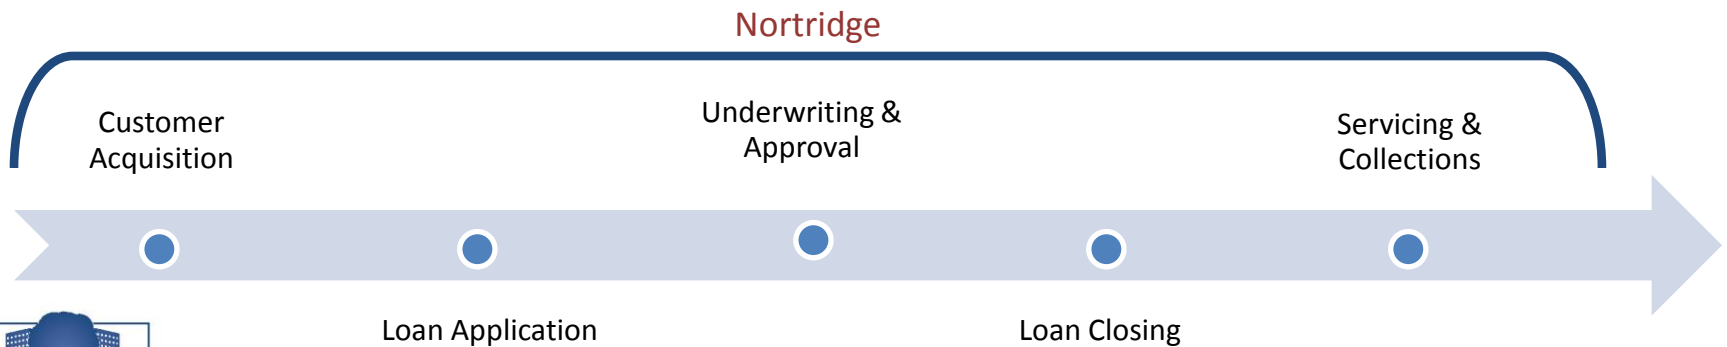 Nortridge
Customer
Acquisition
Underwriting &
Approval
Servicing &
Collections
Loan Application
Loan Closing